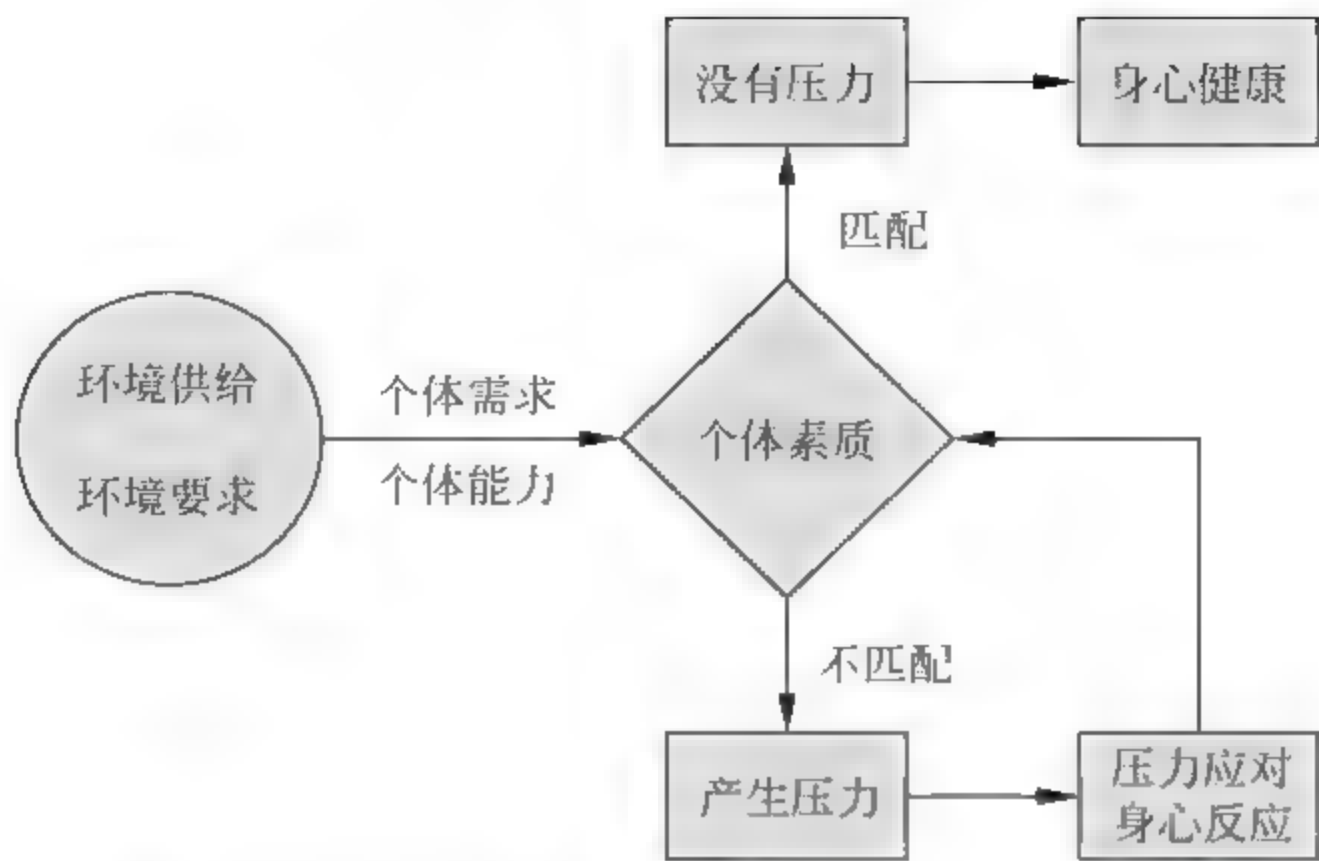 没有压力
身心健康
匹配
环境供给
环境要求
个体需求
个体能力
个体素质
不匹配
产生压力
压力应对
身心反应